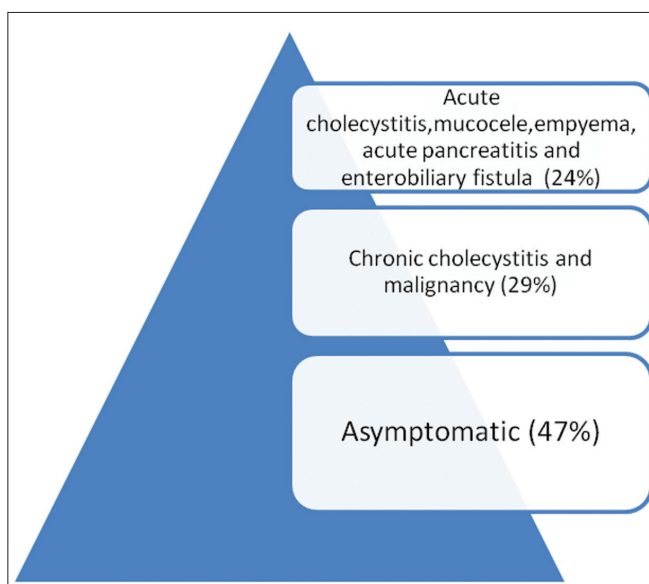 Acute
cholecystitis,mucocele,empyema,
acute pancreatitis and
enterobiliary fistula (24%)
Chronic cholecystitis and
malignancy (29%)
Asymptomatic (47%)